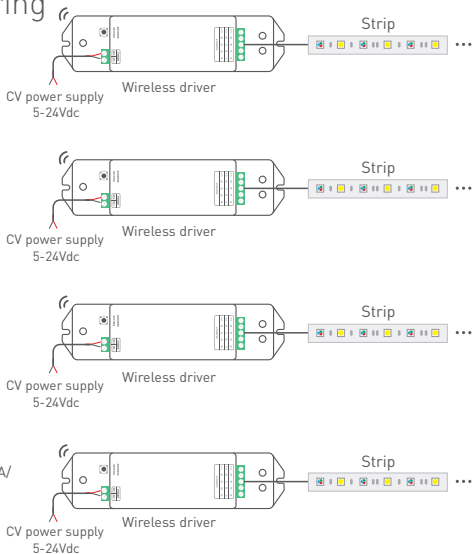 ring
Strip
Wireless driver
CV power supply
5-24Vdc
Strip
Wireless driver
CV power supply
5-24Vdc
Strip
Wireless driver
CV power supply
5-24Vdc
A/
Strip
Wireless driver
CV power supply
5-24Vdc